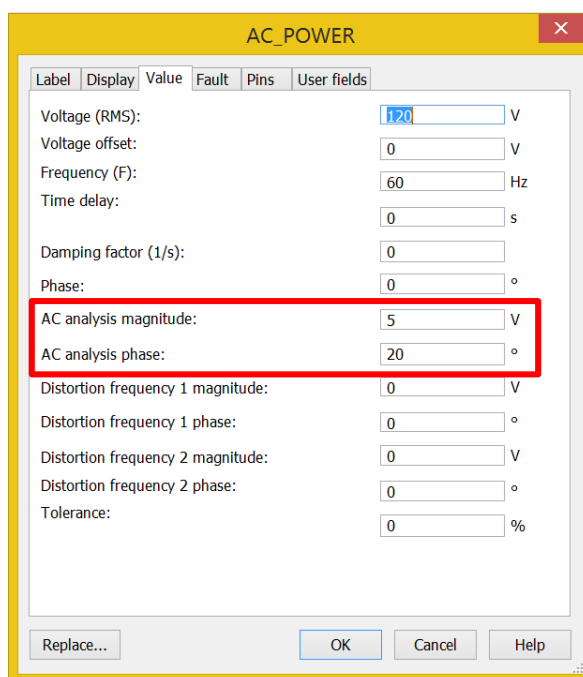 AC_POWER
Label Display Value Fault Pins User fields
Voltage (RMS): 120 V
Voltage offset: 0 V
Frequency (F): 60 Hz
Time delay: 0 s
Damping factor (1/s): 0
Phase: 0 °
AC analysis magnitude: 5 V
AC analysis phase: 20 °
Distortion frequency 1 magnitude: 0 V
Distortion frequency 1 phase: 0 °
Distortion frequency 2 magnitude: 0 V
Distortion frequency 2 phase: 0 °
Tolerance: 0 %
Replace... OK Cancel Help